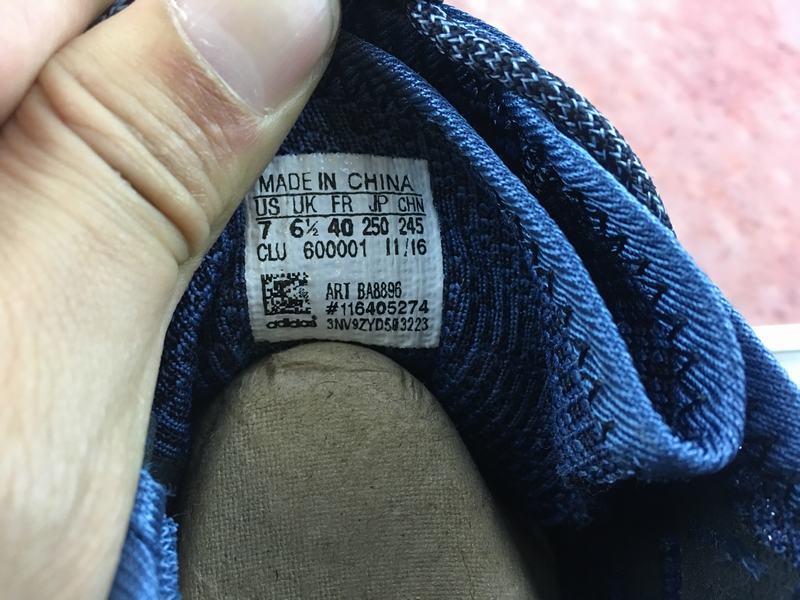 MADE IN CHINA
US UK FR JP CHN
7 6½ 40 250 245
CLU 600001 11/16
ART BA8896
#116405274
adidas 3NV9ZYD593223